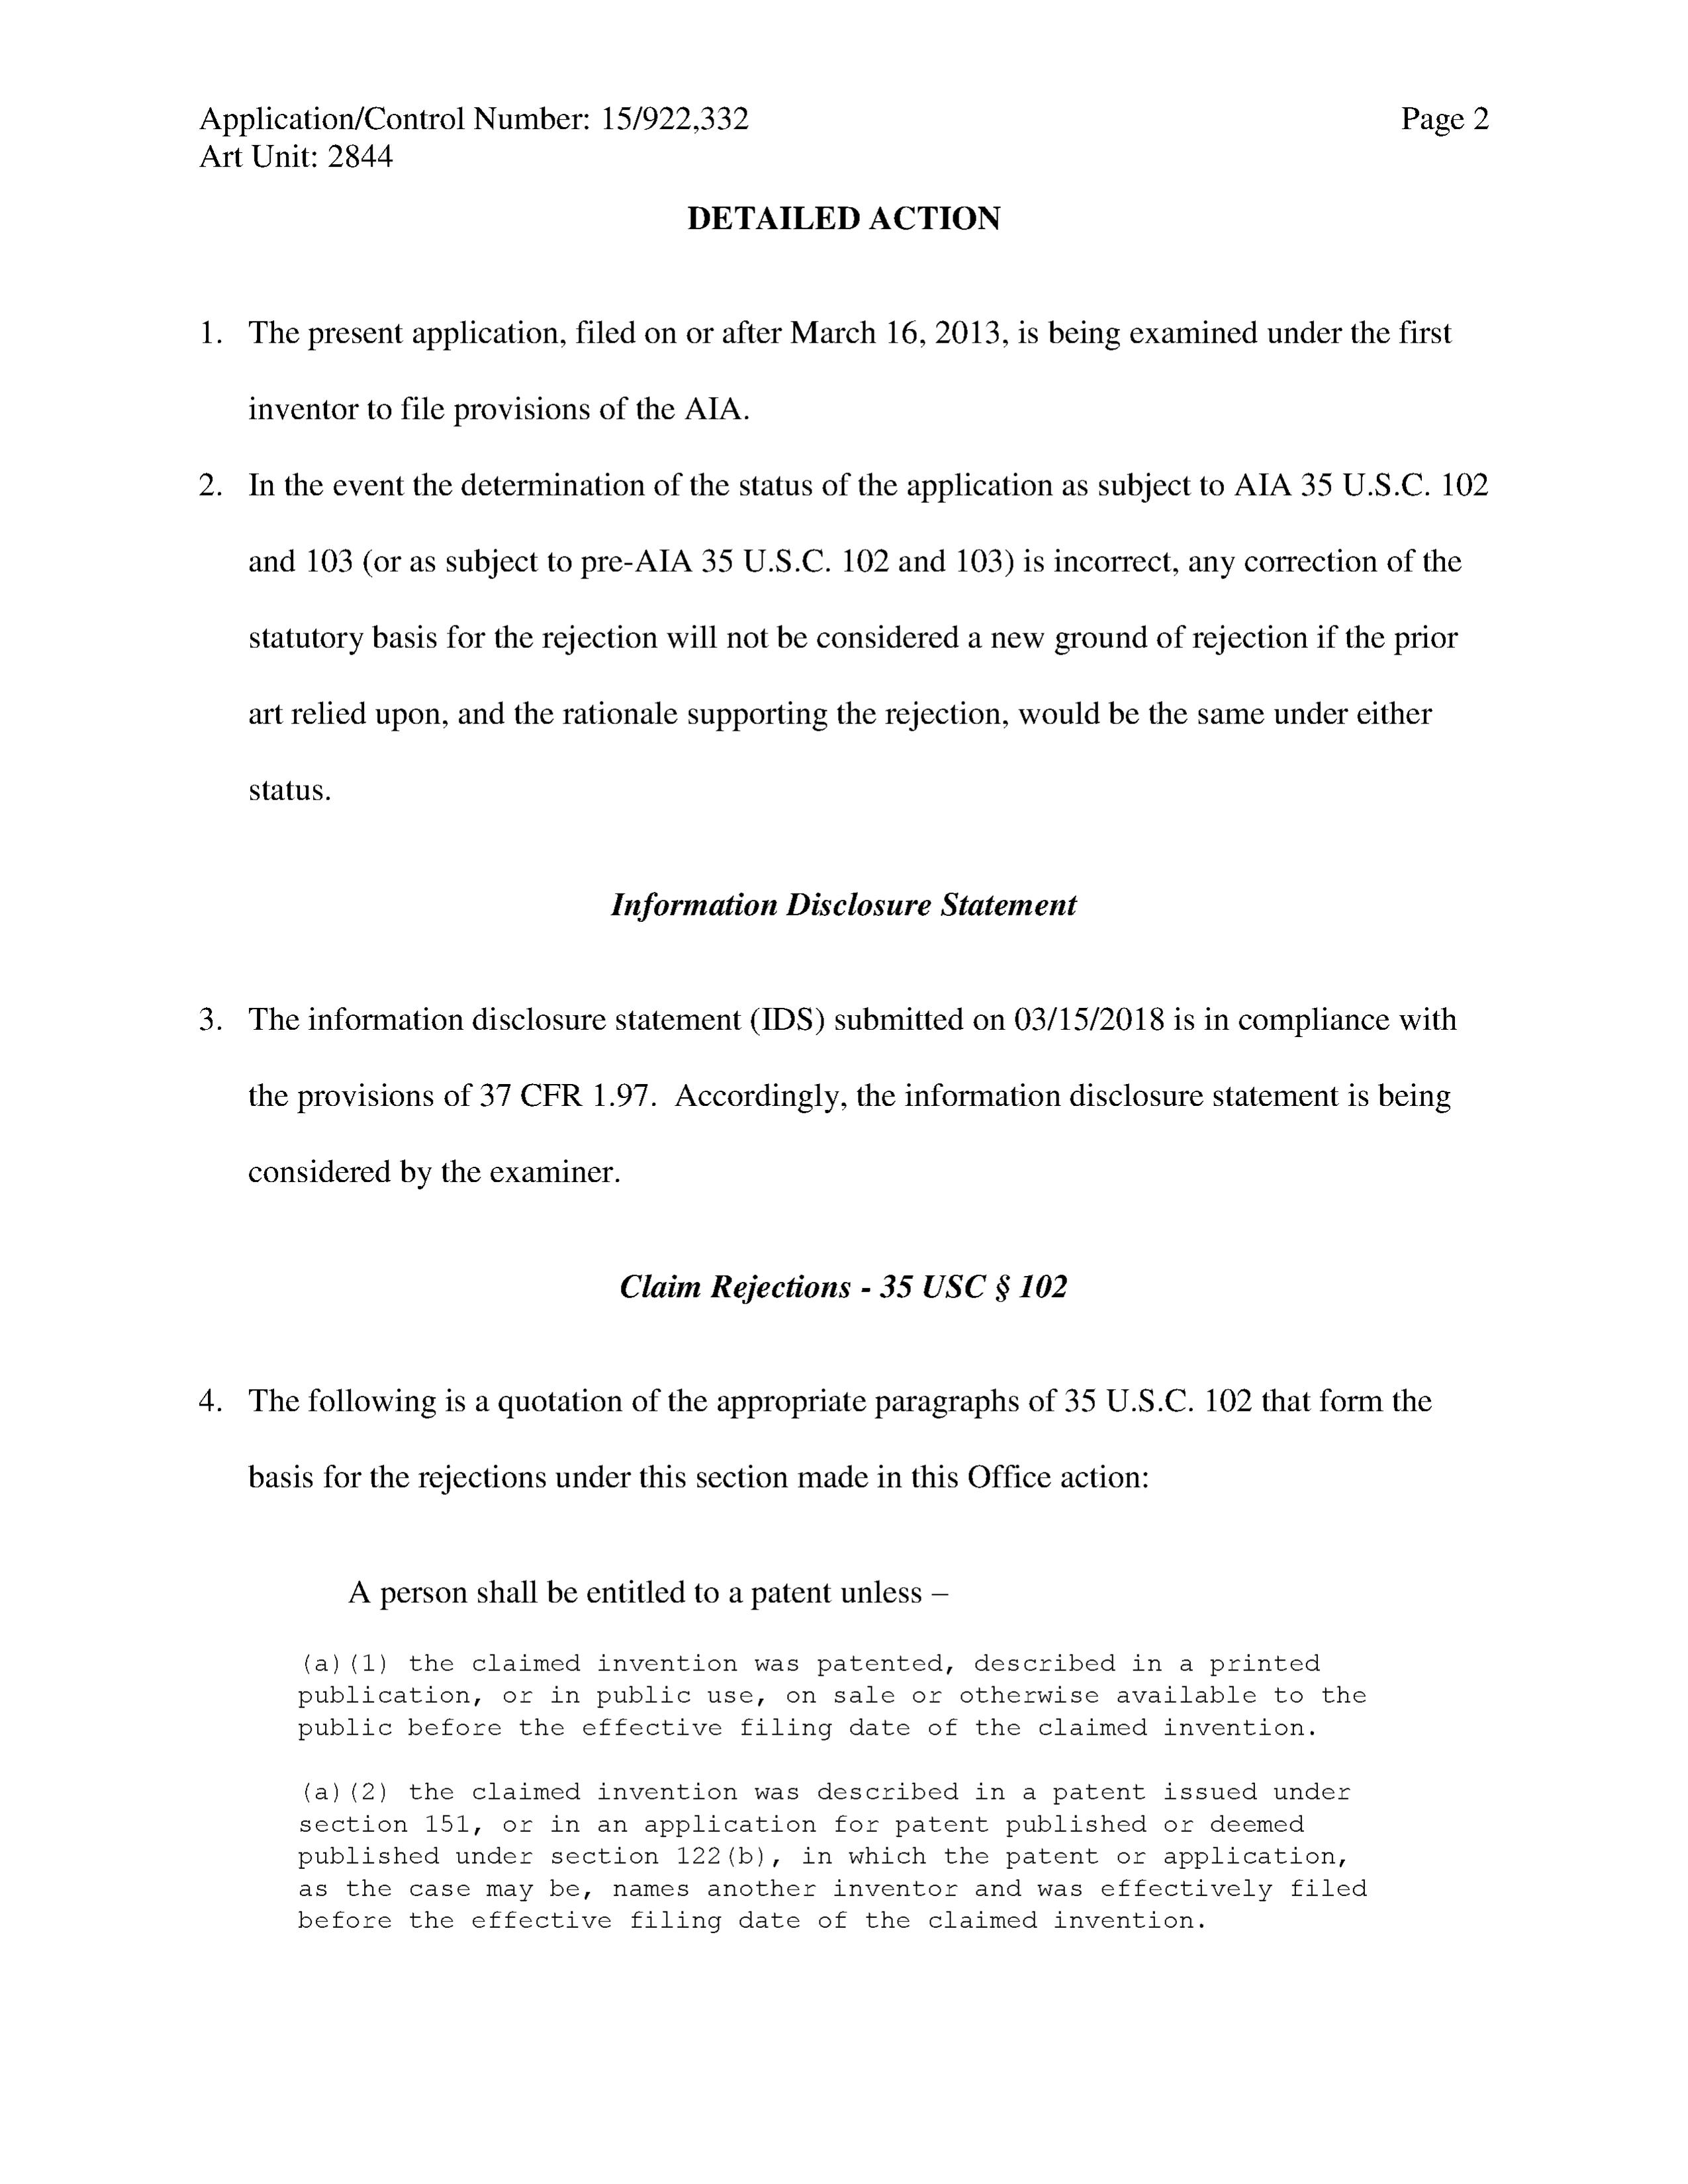 Application/Control Number: 15/922,332 Page 2
Art Unit: 2844
DETAILED ACTION
1. The present application, filed on or after March 16, 2013, is being examined under the first
inventor to file provisions of the AIA.
2. In the event the determination of the status of the application as subject to AIA 35 U.S.C. 102
and 103 (or as subject to pre-AIA 35 U.S.C. 102 and 103) is incorrect, any correction of the
statutory basis for the rejection will not be considered a new ground of rejection if the prior
art relied upon, and the rationale supporting the rejection, would be the same under either
status.
Information Disclosure Statement
3. The information disclosure statement (IDS) submitted on 03/15/2018 is in compliance with
the provisions of 37 CFR 1.97.  Accordingly, the information disclosure statement is being
considered by the examiner.
Claim Rejections - 35 USC § 102
4. The following is a quotation of the appropriate paragraphs of 35 U.S.C. 102 that form the
basis for the rejections under this section made in this Office action:
A person shall be entitled to a patent unless –
(a)(1) the claimed invention was patented, described in a printed
publication, or in public use, on sale or otherwise available to the
public before the effective filing date of the claimed invention.
(a)(2) the claimed invention was described in a patent issued under
section 151, or in an application for patent published or deemed
published under section 122(b), in which the patent or application,
as the case may be, names another inventor and was effectively filed
before the effective filing date of the claimed invention.